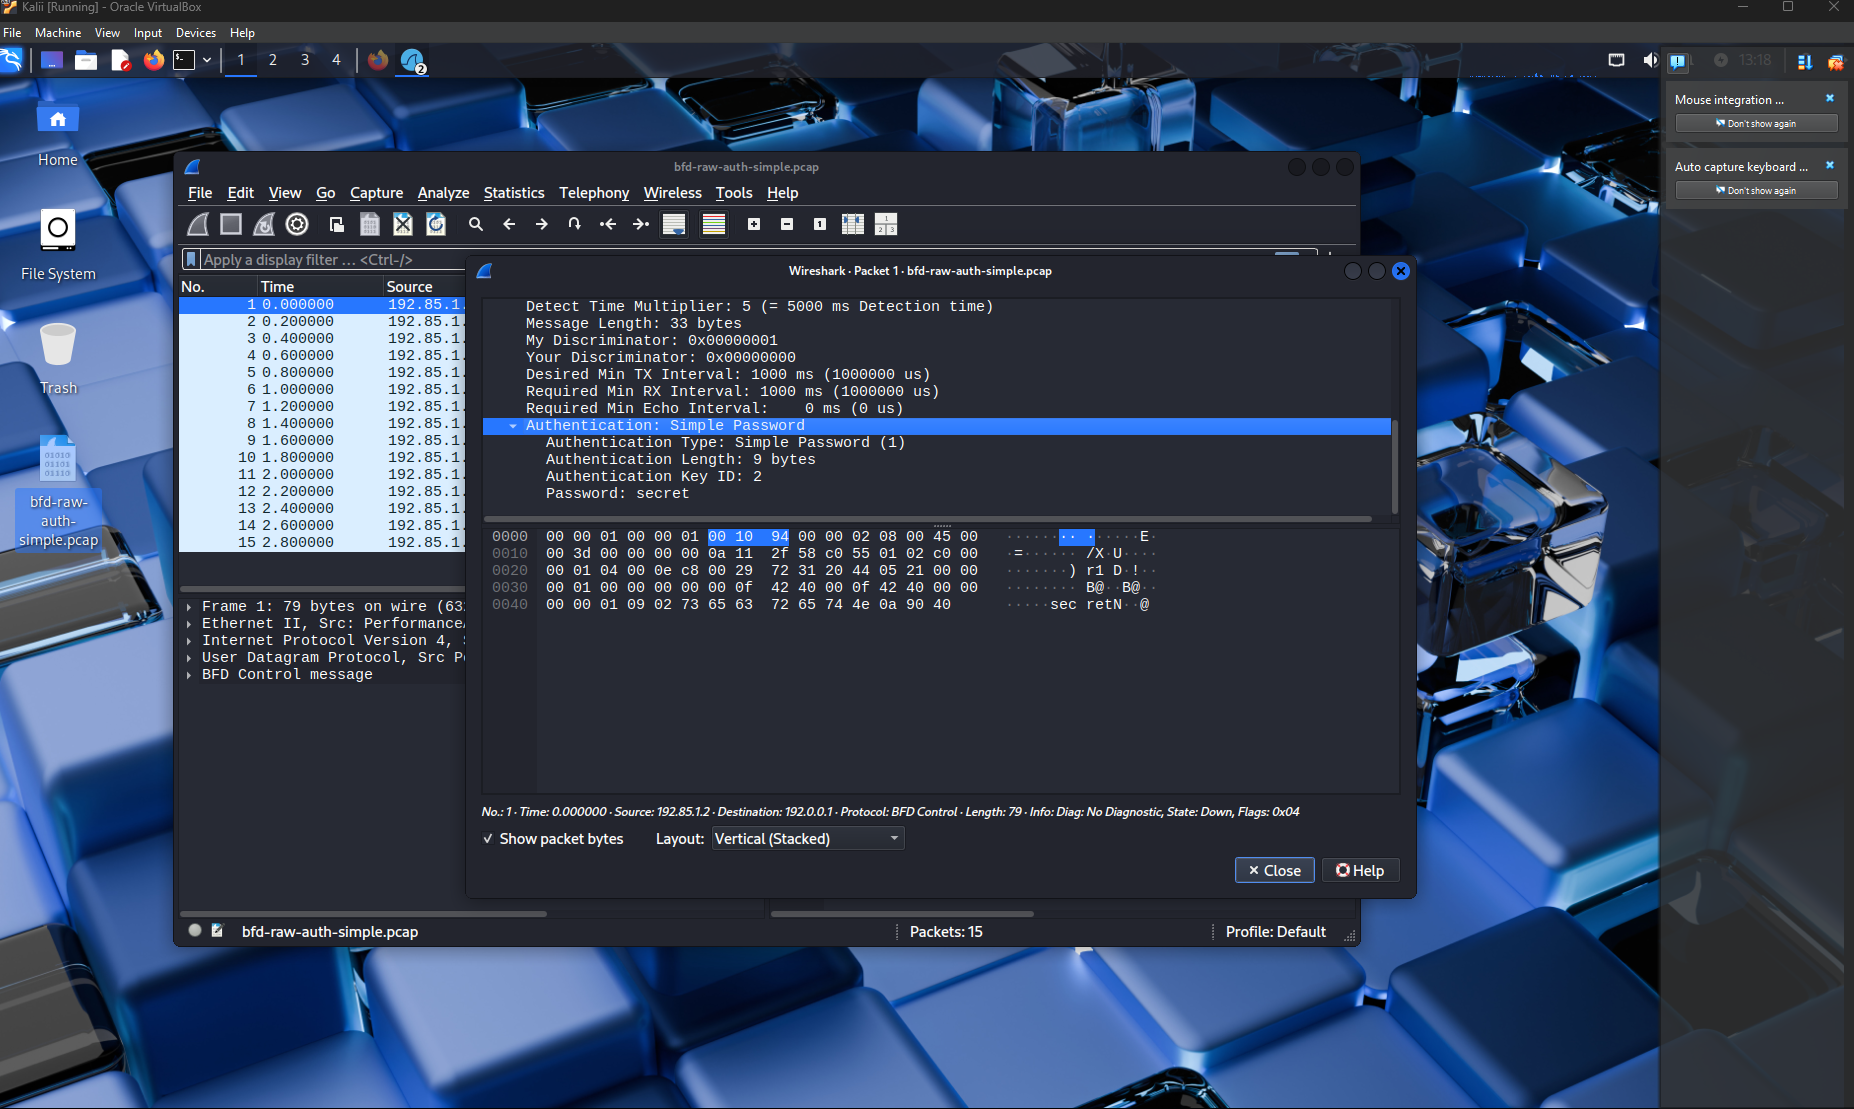 Kalii [Running] - Oracle VirtualBox
File Machine View Input Devices Help
1 2 3 4
2
13:18
Mouse integration ...
Don't show again
Auto capture keyboard ...
Don't show again
Home
File System
Trash
bfd-raw-
auth-
simple.pcap
bfd-raw-auth-simple.pcap
File Edit View Go Capture Analyze Statistics Telephony Wireless Tools Help
Apply a display filter ... <Ctrl-/>
No. Time Source
1 0.000000 192.85.1.
2 0.200000 192.85.1.
3 0.400000 192.85.1.
4 0.600000 192.85.1.
5 0.800000 192.85.1.
6 1.000000 192.85.1.
7 1.200000 192.85.1.
8 1.400000 192.85.1.
9 1.600000 192.85.1.
10 1.800000 192.85.1.
11 2.000000 192.85.1.
12 2.200000 192.85.1.
13 2.400000 192.85.1.
14 2.600000 192.85.1.
15 2.800000 192.85.1.
Frame 1: 79 bytes on wire (632
Ethernet II, Src: Performance
Internet Protocol Version 4,
User Datagram Protocol, Src Po
BFD Control message
Wireshark · Packet 1 · bfd-raw-auth-simple.pcap
Detect Time Multiplier: 5 (= 5000 ms Detection time)
Message Length: 33 bytes
My Discriminator: 0x00000001
Your Discriminator: 0x00000000
Desired Min TX Interval: 1000 ms (1000000 us)
Required Min RX Interval: 1000 ms (1000000 us)
Required Min Echo Interval:    0 ms (0 us)
Authentication: Simple Password
Authentication Type: Simple Password (1)
Authentication Length: 9 bytes
Authentication Key ID: 2
Password: secret
0000 00 00 01 00 00 01 00 10 94 00 00 02 08 00 45 00 ········ ······E·
0010 00 3d 00 00 00 00 0a 11 2f 58 c0 55 01 02 c0 00 ·=······ /X·U····
0020 00 01 04 00 0e c8 00 29 72 31 20 44 05 21 00 00 ·······) r1 D·!··
0030 00 01 00 00 00 00 00 0f 42 40 00 0f 42 40 00 00 ········ B@··B@··
0040 00 00 01 09 02 73 65 63 72 65 74 4e 0a 90 40 ·····sec retN··@
No.: 1 · Time: 0.000000 · Source: 192.85.1.2 · Destination: 192.0.0.1 · Protocol: BFD Control · Length: 79 · Info: Diag: No Diagnostic, State: Down, Flags: 0x04
Show packet bytes Layout: Vertical (Stacked)
Close Help
bfd-raw-auth-simple.pcap Packets: 15 Profile: Default